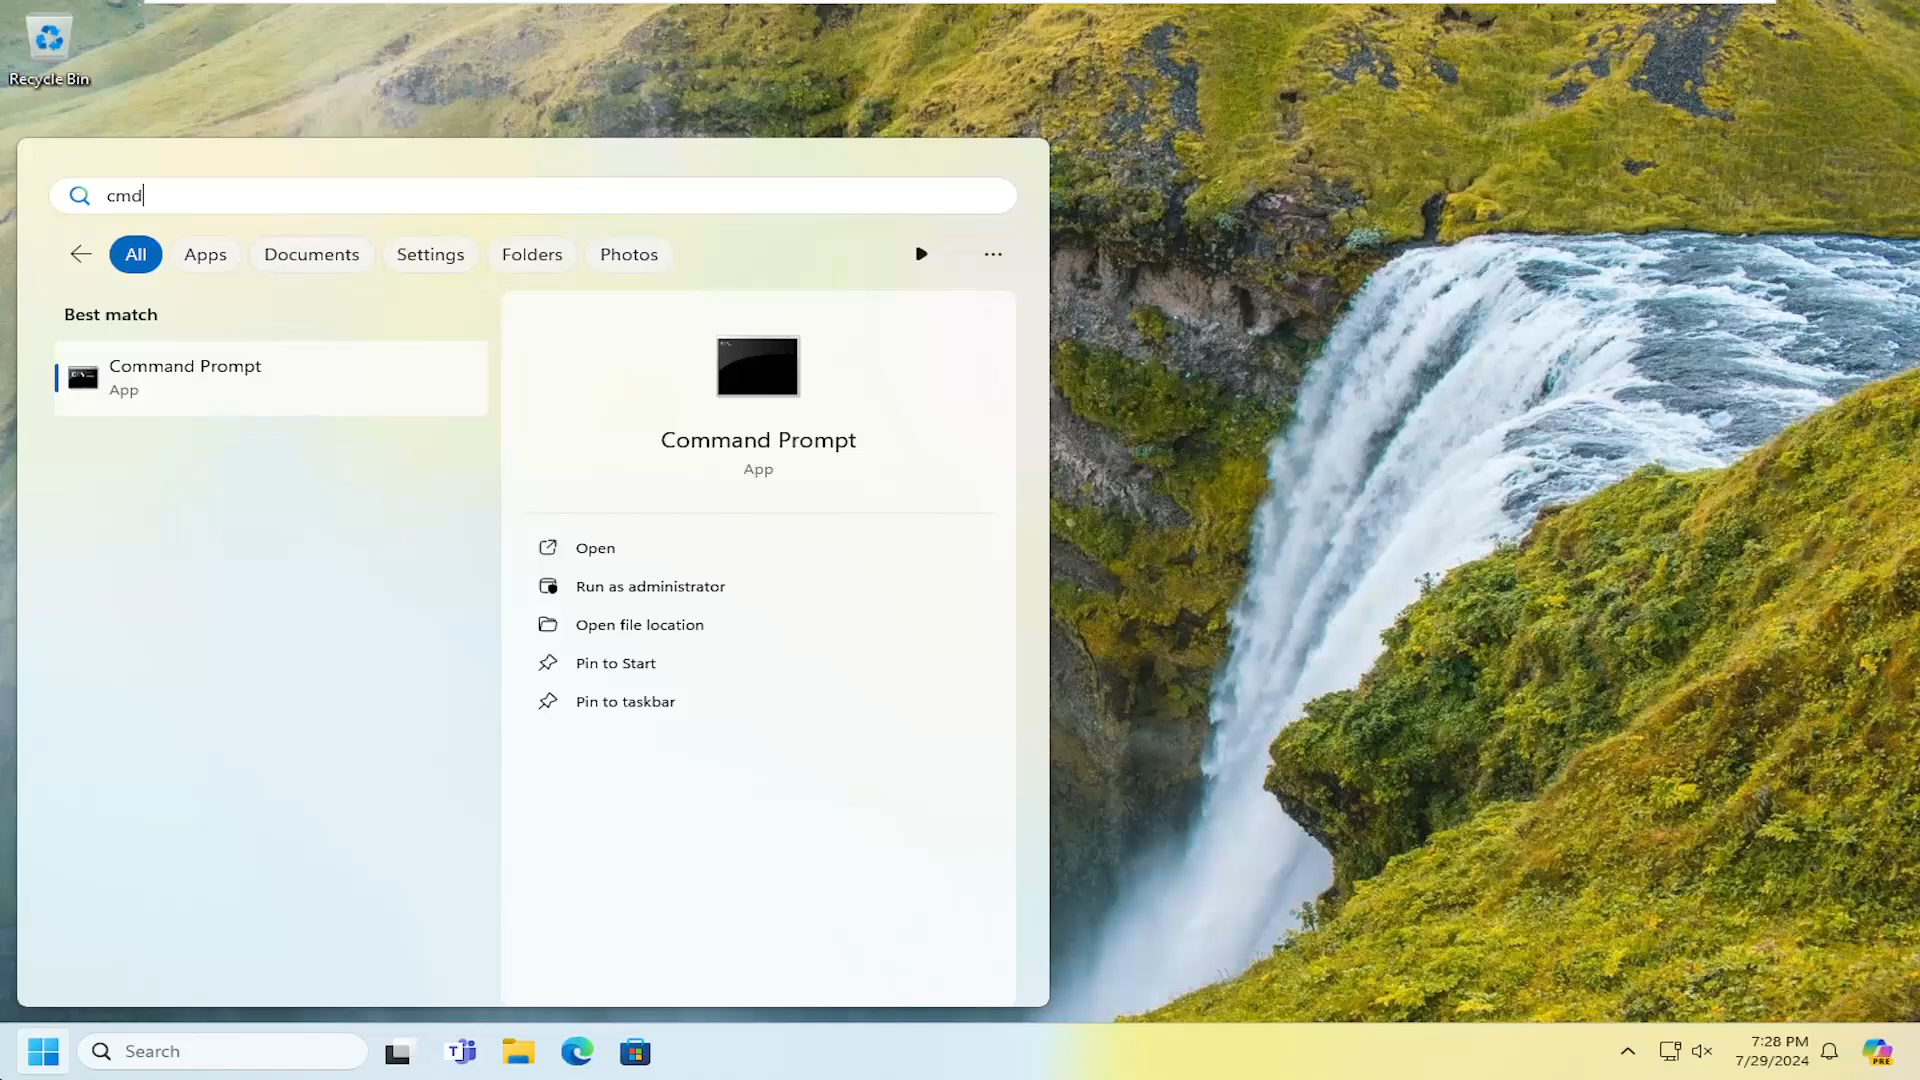 Recycle Bin
cmd
All
Apps
Documents
Settings
Folders
Photos
Best match
Command Prompt
App
Command Prompt
App
Open
Run as administrator
Open file location
Pin to Start
Pin to taskbar
Search
7:28 PM
7/29/2024
PRE